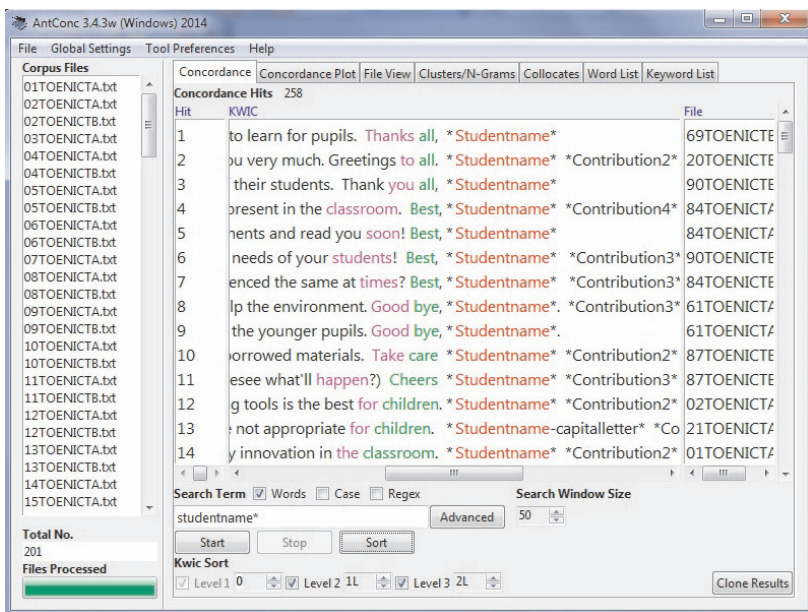 AntConc 3.4.3w (Windows) 2014
File Global Settings Tool Preferences Help
Corpus Files
01TOENICTA.txt
02TOENICTA.txt
02TOENICTB.txt
03TOENICTA.txt
04TOENICTA.txt
04TOENICTB.txt
05TOENICTA.txt
05TOENICTB.txt
06TOENICTA.txt
06TOENICTB.txt
07TOENICTA.txt
08TOENICTA.txt
08TOENICTB.txt
09TOENICTA.txt
09TOENICTB.txt
10TOENICTA.txt
10TOENICTB.txt
11TOENICTA.txt
11TOENICTB.txt
12TOENICTA.txt
12TOENICTB.txt
13TOENICTA.txt
13TOENICTB.txt
14TOENICTA.txt
15TOENICTA.txt
Total No.
201
Files Processed
Concordance Concordance Plot File View Clusters/N-Grams Collocates Word List Keyword List
Concordance Hits 258
Hit KWIC File
1 to learn for pupils. Thanks all, *Studentname* 69TOENICTE
2 ou very much. Greetings to all. *Studentname* *Contribution2* 20TOENICTE
3 their students. Thank you all, *Studentname* 90TOENICTE
4 present in the classroom. Best, *Studentname* *Contribution4* 84TOENICTA
5 nents and read you soon! Best, *Studentname* 84TOENICTA
6 needs of your students! Best, *Studentname* *Contribution3* 90TOENICTE
7 enced the same at times? Best, *Studentname* *Contribution3* 84TOENICTE
8 lp the environment. Good bye, *Studentname*. *Contribution3* 61TOENICTA
9 the younger pupils. Good bye, *Studentname*. 61TOENICTA
10 borrowed materials. Take care *Studentname* *Contribution2* 87TOENICTE
11 esee what'll happen?) Cheers *Studentname* *Contribution3* 87TOENICTE
12 g tools is the best for children. *Studentname* *Contribution2* 02TOENICTA
13 e not appropriate for children. *Studentname-capitalletter* *Co 21TOENICTA
14 y innovation in the classroom. *Studentname* *Contribution2* 01TOENICTA
Search Term Words Case Regex Search Window Size
studentname* Advanced 50
Start Stop Sort
Kwic Sort
Level 1 0 Level 2 1L Level 3 2L Clone Results